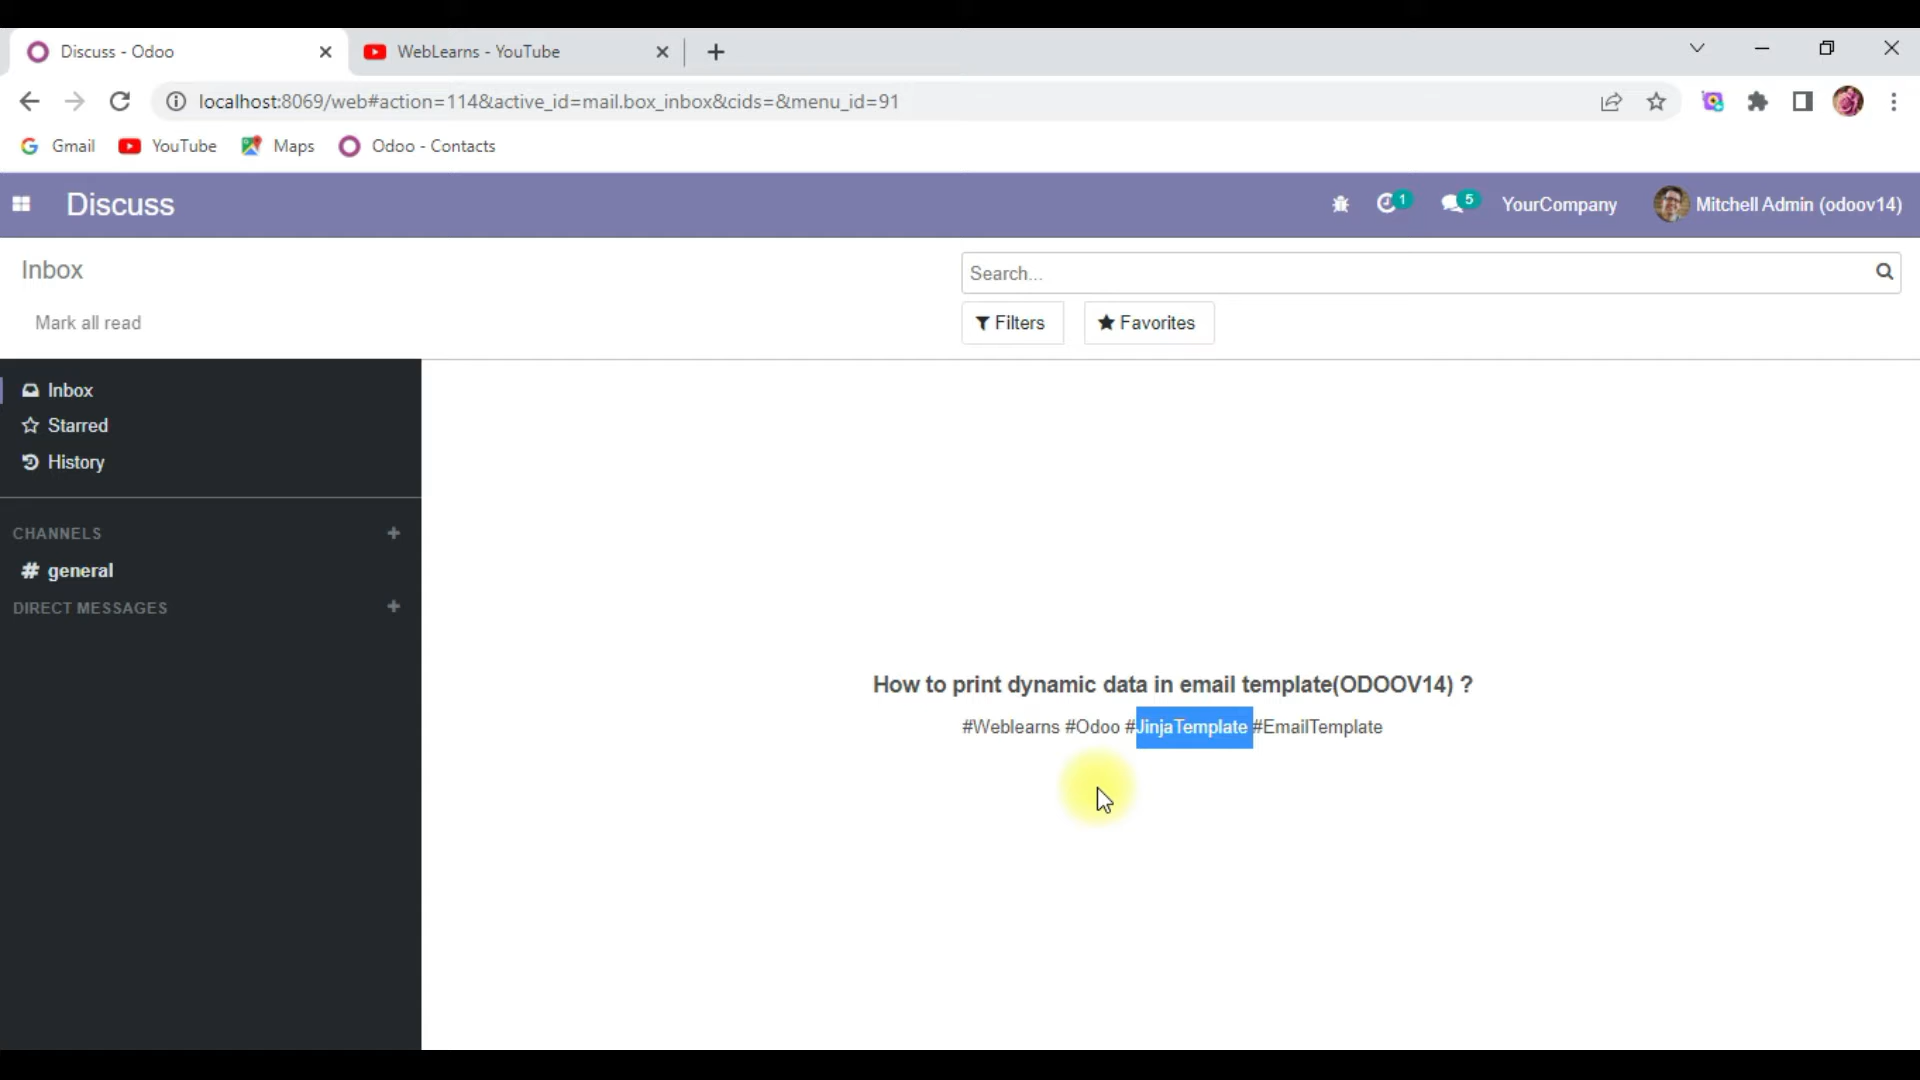 Discuss - Odoo
WebLearns - YouTube
localhost:8069/web#action=114&active_id=mail.box_inbox&cids=&menu_id=91
Gmail
YouTube
Maps
Odoo - Contacts
Discuss
1
5
YourCompany
Mitchell Admin (odoov14)
Inbox
Search...
Mark all read
Filters
Favorites
Inbox
Starred
History
CHANNELS
# general
DIRECT MESSAGES
How to print dynamic data in email template(ODOOV14) ?
#Weblearns #Odoo #JinjaTemplate #EmailTemplate